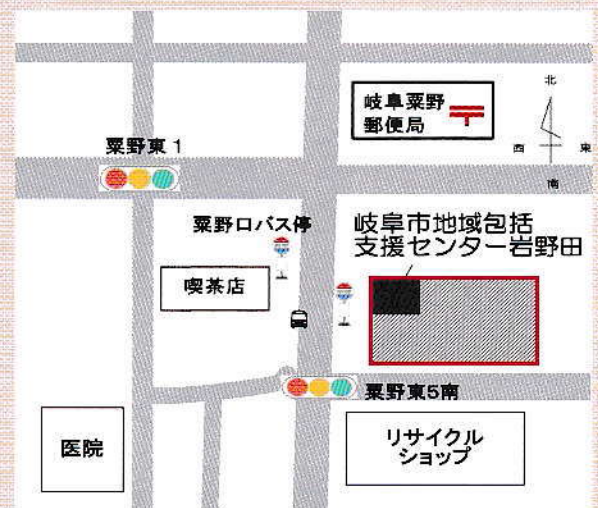 岐阜粟野
郵便局
北
西
東
南
粟野東1
粟野口バス停
岐阜市地域包括
支援センター岩野田
喫茶店
粟野東5南
医院
リサイクル
ショップ